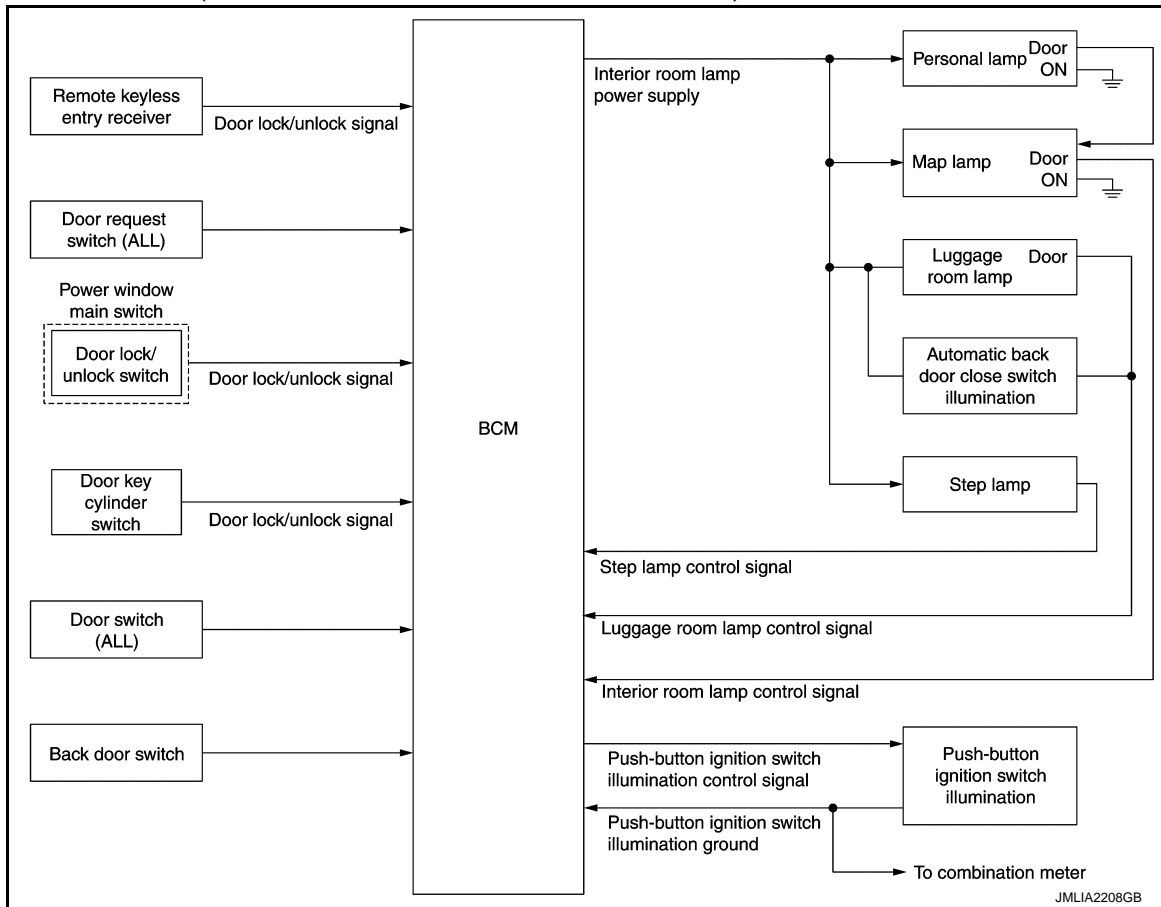 Remote keyless
entry receiver
Door lock/unlock signal
Door request
switch (ALL)
Power window
main switch
Door lock/
unlock switch
Door lock/unlock signal
Door key
cylinder
switch
Door lock/unlock signal
Door switch
(ALL)
Back door switch
BCM
Interior room lamp
power supply
Personal lamp
Door
ON
Map lamp
Door
ON
Luggage
room lamp
Door
Automatic back
door close switch
illumination
Step lamp
Step lamp control signal
Luggage room lamp control signal
Interior room lamp control signal
Push-button ignition switch
illumination control signal
Push-button
ignition switch
illumination
Push-button ignition switch
illumination ground
To combination meter
JMLIA2208GB